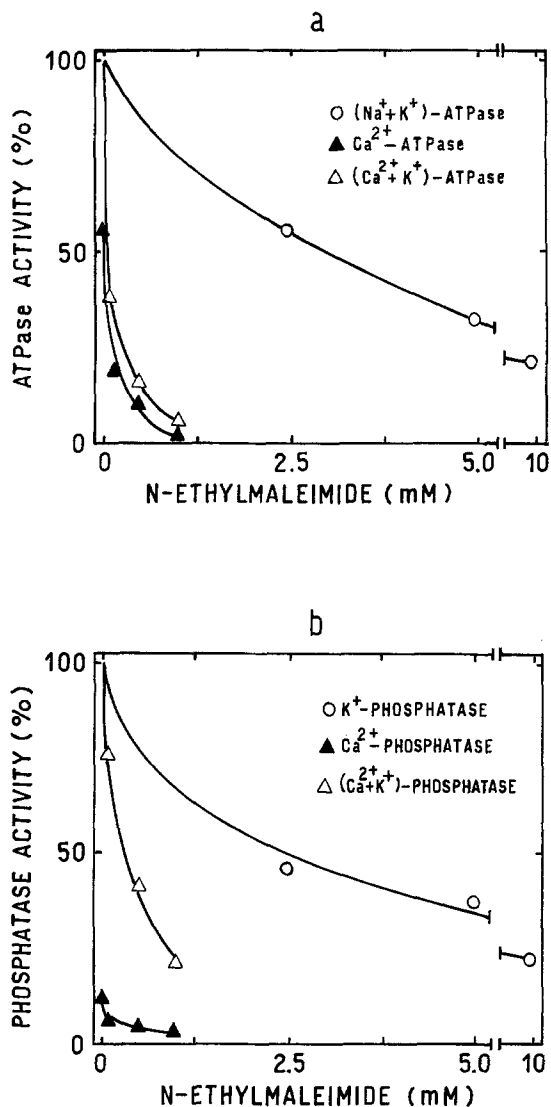 a
ATPase ACTIVITY (%)
100
50
0
○ (Na⁺+K⁺)-ATPase
▲ Ca²⁺-ATPase
△ (Ca²⁺+K⁺)-ATPase
0 2.5 5.0 10
N-ETHYLMALEIMIDE (mM)
b
PHOSPHATASE ACTIVITY (%)
100
50
0
○ K⁺-PHOSPHATASE
▲ Ca²⁺-PHOSPHATASE
△ (Ca²⁺+K⁺)-PHOSPHATASE
0 2.5 5.0 10
N-ETHYLMALEIMIDE (mM)